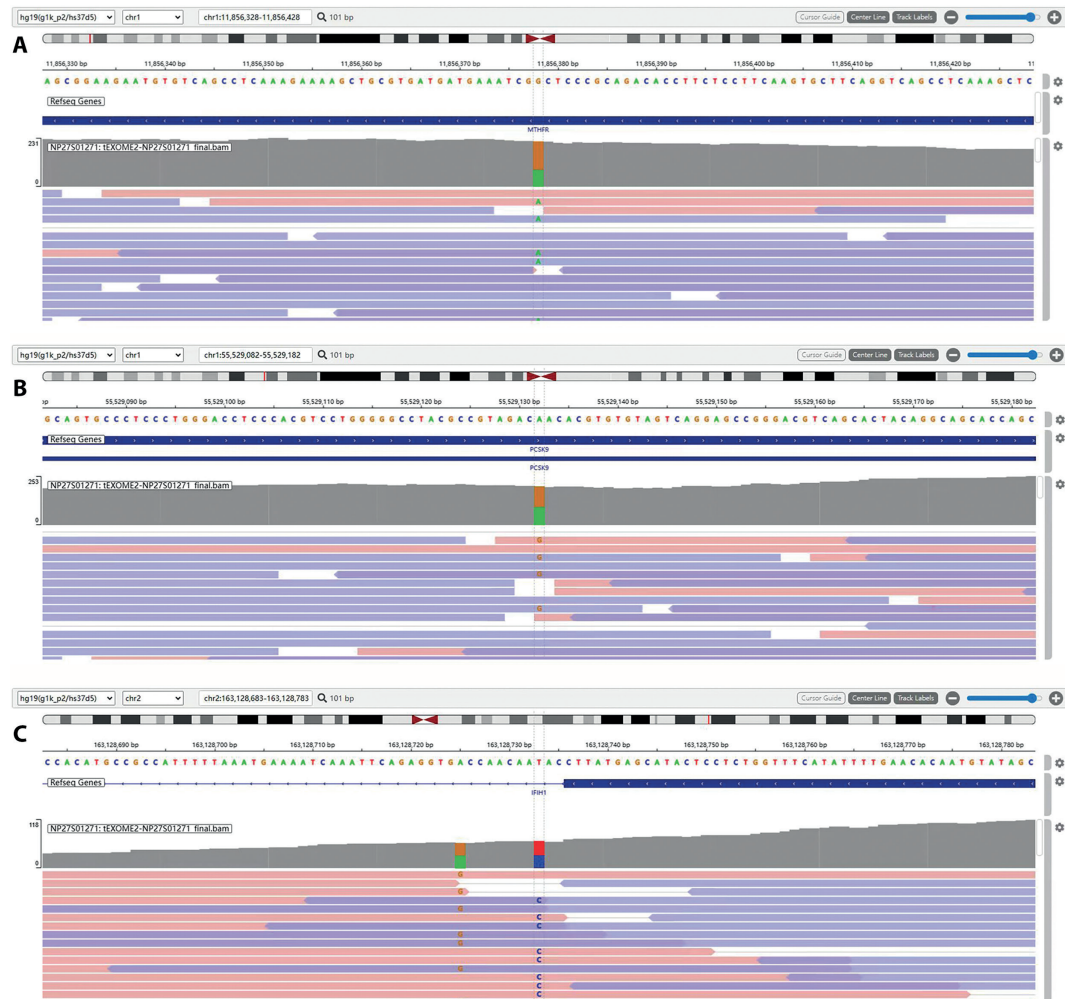 hg19(g1k_p2/hs37d5) chr1 chr1:11,856,328-11,856,428 101 bp Cursor Guide Center Line Track Labels
A
11,856,330 bp 11,856,340 bp 11,856,350 bp 11,856,360 bp 11,856,370 bp 11,856,380 bp 11,856,390 bp 11,856,400 bp 11,856,410 bp 11,856,420 bp 11
A G C G G A A G A A T G T G T C A G C C T C A A A G A A A A G C T G C G T G A T G A T G A A A T C G G C T C C C G C A G A C A C C T T C T C C T T C A A G T G C T T C A G G T C A G C C T C A A A G C T C
Refseq Genes
MTHFR
231
NP27S01271: tEXOME2-NP27S01271_final.bam
0
A
A
A
A
hg19(g1k_p2/hs37d5) chr1 chr1:55,529,082-55,529,182 101 bp Cursor Guide Center Line Track Labels
B
bp 55,529,090 bp 55,529,100 bp 55,529,110 bp 55,529,120 bp 55,529,130 bp 55,529,140 bp 55,529,150 bp 55,529,160 bp 55,529,170 bp 55,529,180 bp
G C A G T G C C C T C C C T G G G A C C T C C C A C G T C C T G G G G G C C T A C G C C G T A G A C A A C A C G T G T G T A G T C A G G A G C C G G G A C G T C A G C A C T A C A G G C A G C A C C A G C
Refseq Genes
PCSK9
PCSK9
253
NP27S01271: tEXOME2-NP27S01271_final.bam
0
G
G
G
G
hg19(g1k_p2/hs37d5) chr2 chr2:163,128,683-163,128,783 101 bp Cursor Guide Center Line Track Labels
C
163,128,690 bp 163,128,700 bp 163,128,710 bp 163,128,720 bp 163,128,730 bp 163,128,740 bp 163,128,750 bp 163,128,760 bp 163,128,770 bp 163,128,780 bp
C C A C A T G C C G C C A T T T T T A A A T G A A A A T C A A A T T C A G A G G T G A C C A A C A A T A C C T T A T G A G C A T A C T C C T C T G G T T T C A T A T T T T G A A C A C A A T G T A T A G C
Refseq Genes
IFIH1
118
NP27S01271: tEXOME2-NP27S01271_final.bam
0
G
G
C
G
C
C
G
G
C
C
G
C
C
C